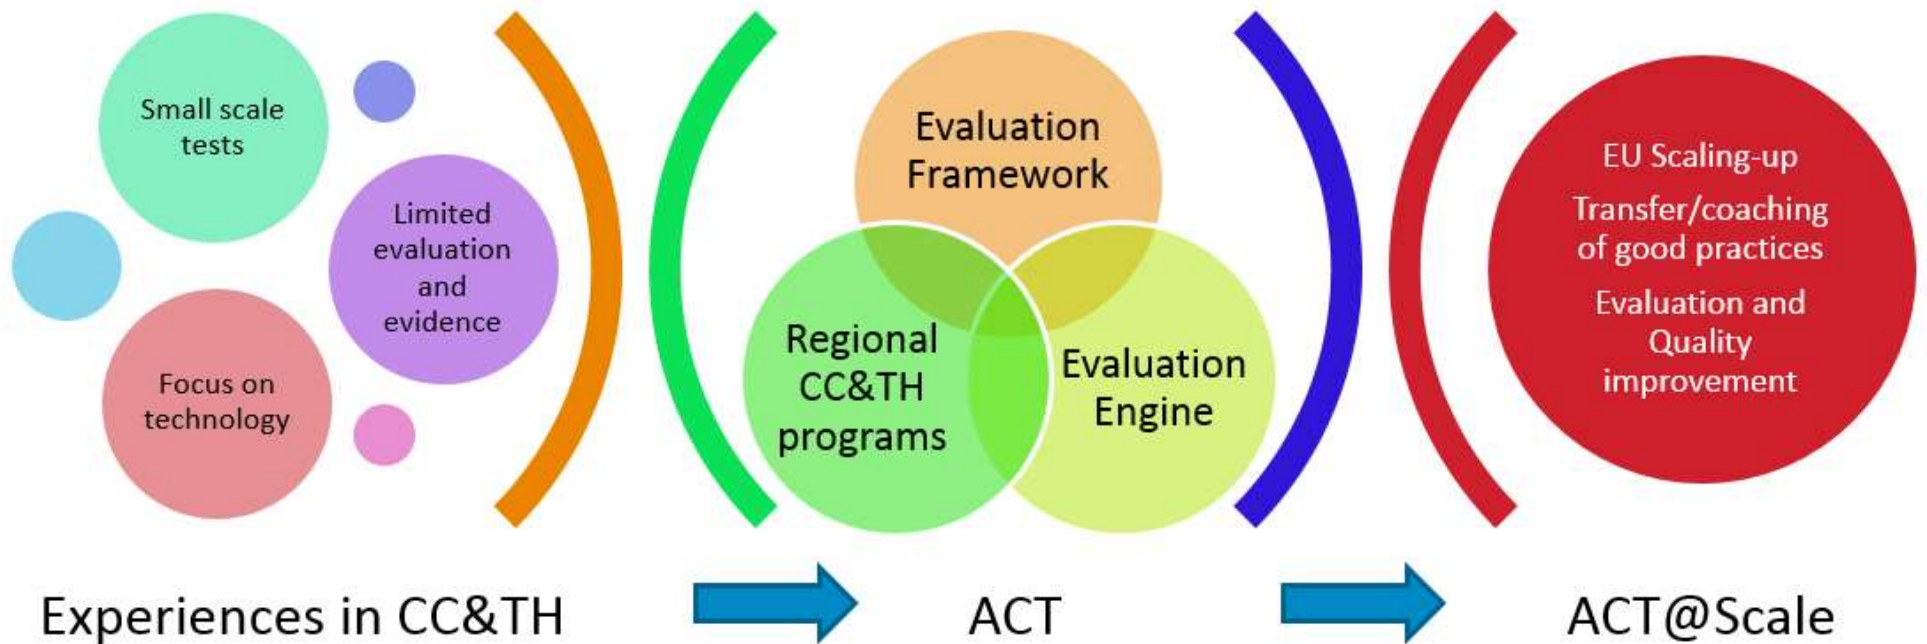 Small scale
tests
Limited
evaluation
and
evidence
Focus on
technology
Evaluation
Framework
Regional
CC&TH
programs
Evaluation
Engine
EU Scaling-up
Transfer/coaching
of good practices
Evaluation and
Quality
improvement
Experiences in CC&TH
ACT
ACT@Scale